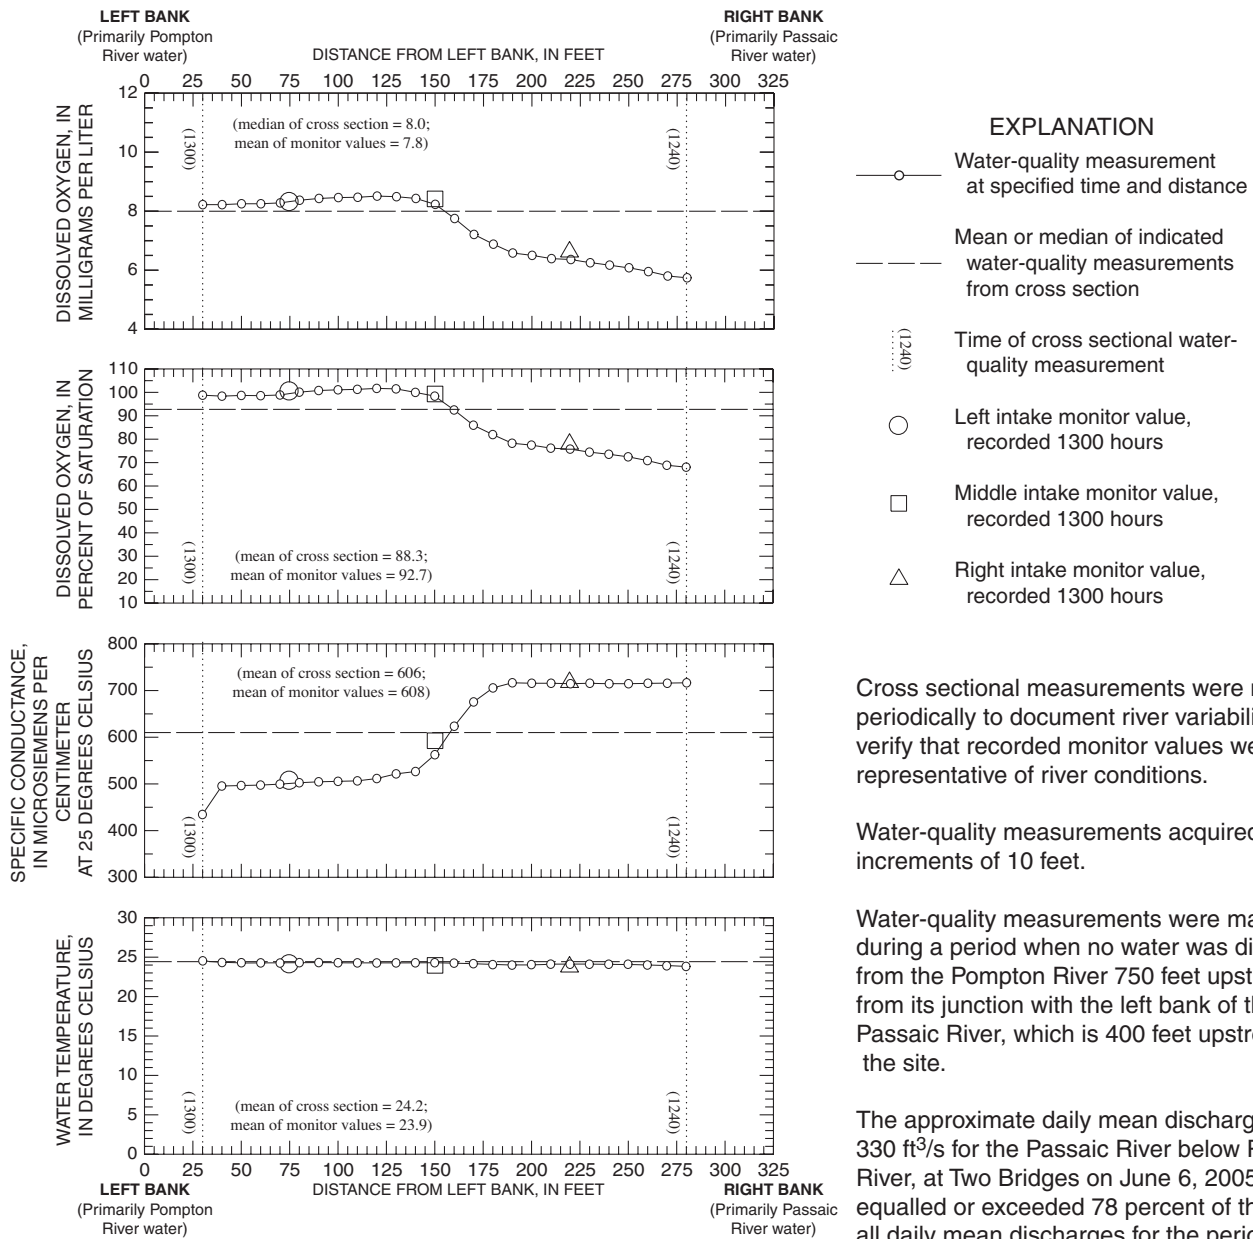 LEFT BANK
(Primarily Pompton
River water)
DISTANCE FROM LEFT BANK, IN FEET
RIGHT BANK
(Primarily Passaic
River water)
0 25 50 75 100 125 150 175 200 225 250 275 300 325
DISSOLVED OXYGEN, IN
MILLIGRAMS PER LITER
12
10
8
6
4
(1300)
(median of cross section = 8.0;
mean of monitor values = 7.8)
(1240)
DISSOLVED OXYGEN, IN
PERCENT OF SATURATION
110
100
90
80
70
60
50
40
30
20
10
(1300)
(mean of cross section = 88.3;
mean of monitor values = 92.7)
(1240)
SPECIFIC CONDUCTANCE,
IN MICROSIEMENS PER
CENTIMETER
AT 25 DEGREES CELSIUS
800
700
600
500
400
300
(mean of cross section = 606;
mean of monitor values = 608)
(1300)
(1240)
WATER TEMPERATURE,
IN DEGREES CELSIUS
30
25
20
15
10
5
0
(1300)
(mean of cross section = 24.2;
mean of monitor values = 23.9)
(1240)
0 25 50 75 100 125 150 175 200 225 250 275 300 325
LEFT BANK
(Primarily Pompton
River water)
DISTANCE FROM LEFT BANK, IN FEET
RIGHT BANK
(Primarily Passaic
River water)
EXPLANATION
Water-quality measurement
at specified time and distance
Mean or median of indicated
water-quality measurements
from cross section
(1240)
Time of cross sectional water-
quality measurement
Left intake monitor value,
recorded 1300 hours
Middle intake monitor value,
recorded 1300 hours
Right intake monitor value,
recorded 1300 hours
Cross sectional measurements were
periodically to document river
verify that recorded monitor values
representative of river conditions.
Water-quality measurements acquired
increments of 10 feet.
Water-quality measurements were
during a period when no water was
from the Pompton River 750 feet
from its junction with the left bank of
Passaic River, which is 400 feet
the site.
The approximate daily mean
330 ft³/s for the Passaic River below
River, at Two Bridges on June 6, 2005
equalled or exceeded 78 percent of
all daily mean discharges for the